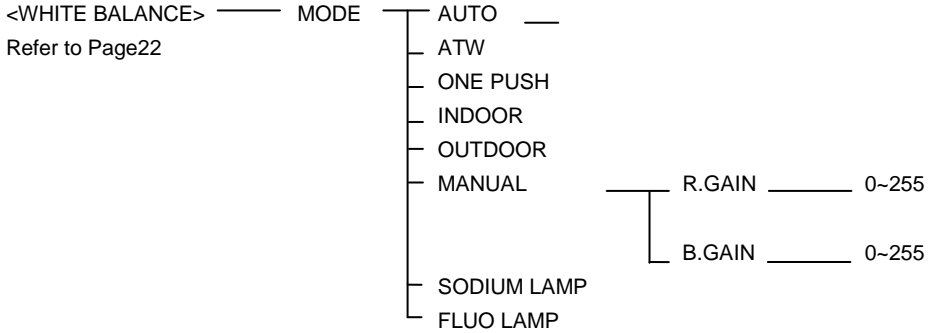 <WHITE BALANCE> MODE AUTO
Refer to Page22 ATW
ONE PUSH
INDOOR
OUTDOOR
MANUAL R.GAIN 0~255
B.GAIN 0~255
SODIUM LAMP
FLUO LAMP